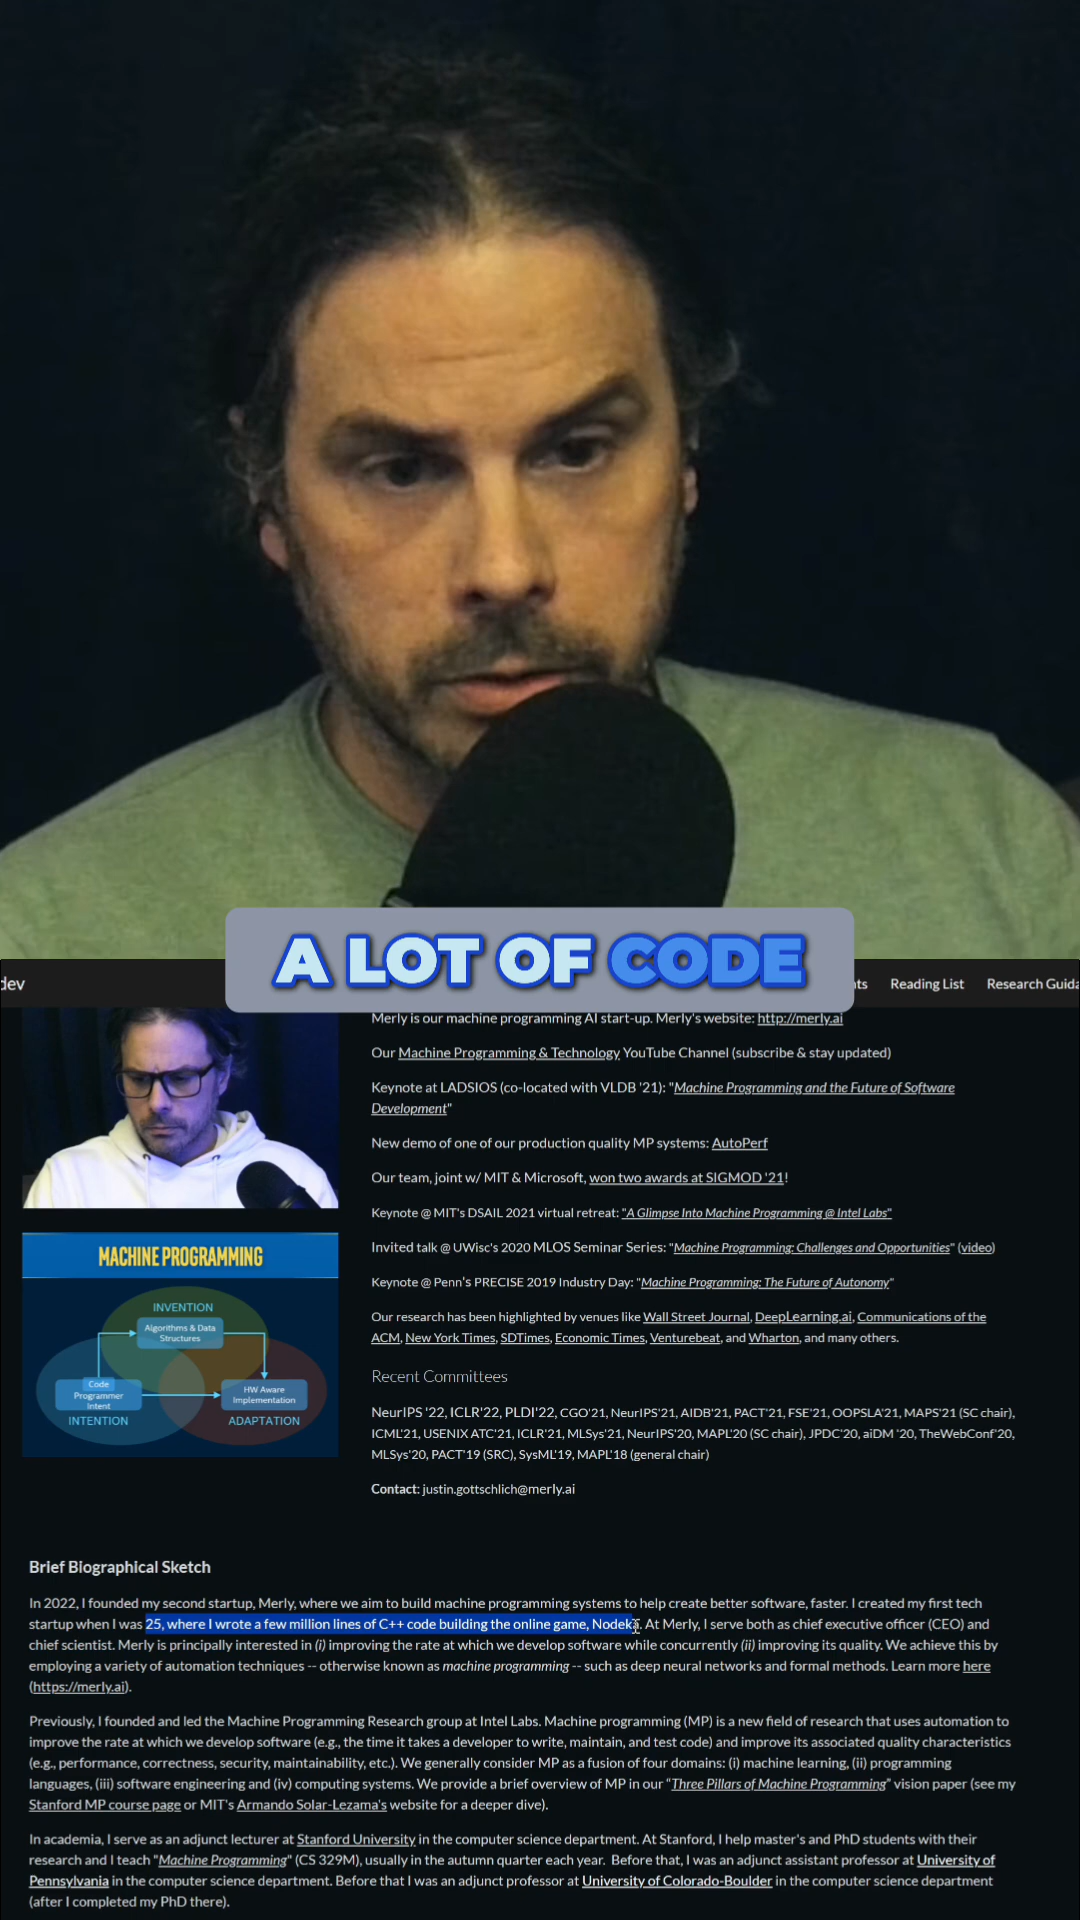 A LOT OF CODE
dev
Reading List
Merly is our machine programming AI start-up. Merly's website: http://merly.ai
Our Machine Programming & Technology YouTube Channel (subscribe & stay updated)
Keynote at LADSIOS (co-located with VLDB '21): "Machine Programming and the Future of Software
Development"
New demo of one of our production quality MP systems: AutoPerf
Our team, joint w/ MIT & Microsoft, won two awards at SIGMOD '21!
Keynote @ MIT's DSAIL 2021 virtual retreat: "A Glimpse Into Machine Programming @ Intel Labs"
Invited talk @ UWisc's 2020 MLOS Seminar Series: "Machine Programming: Challenges and Opportunities" (video)
Keynote @ Penn's PRECISE 2019 Industry Day: "Machine Programming: The Future of Autonomy"
Our research has been highlighted by venues like Wall Street Journal, DeepLearning.ai, Communications of the
ACM, New York Times, SDTimes, Economic Times, Venturebeat, and Wharton, and many others.
MACHINE PROGRAMMING
INVENTION
Algorithms & Data
Structures
Code
Programmer
Intent
HW Aware
Implementation
INTENTION
ADAPTATION
Recent Committees
NeurIPS '22, ICLR'22, PLDI'22, CGO'21, NeurIPS'21, AIDB'21, PACT'21, FSE'21, OOPSLA'21, MAPS'21 (SC chair),
ICML'21, USENIX ATC'21, ICLR'21, MLSys'21, NeurIPS'20, MAPL'20 (SC chair), JPDC'20, aiDM '20, TheWebConf'20,
MLSys'20, PACT'19 (SRC), SysML'19, MAPL'18 (general chair)
Contact: justin.gottschlich@merly.ai
Brief Biographical Sketch
In 2022, I founded my second startup, Merly, where we aim to build machine programming systems to help create better software, faster. I created my first tech
startup when I was 25, where I wrote a few million lines of C++ code building the online game, Nodeka. At Merly, I serve both as chief executive officer (CEO) and
chief scientist. Merly is principally interested in (i) improving the rate at which we develop software while concurrently (ii) improving its quality. We achieve this by
employing a variety of automation techniques -- otherwise known as machine programming -- such as deep neural networks and formal methods. Learn more here
(https://merly.ai).
Previously, I founded and led the Machine Programming Research group at Intel Labs. Machine programming (MP) is a new field of research that uses automation to
improve the rate at which we develop software (e.g., the time it takes a developer to write, maintain, and test code) and improve its associated quality characteristics
(e.g., performance, correctness, security, maintainability, etc.). We generally consider MP as a fusion of four domains: (i) machine learning, (ii) programming
languages, (iii) software engineering and (iv) computing systems. We provide a brief overview of MP in our "Three Pillars of Machine Programming" vision paper (see my
Stanford MP course page or MIT's Armando Solar-Lezama's website for a deeper dive).
In academia, I serve as an adjunct lecturer at Stanford University in the computer science department. At Stanford, I help master's and PhD students with their
research and I teach "Machine Programming" (CS 329M), usually in the autumn quarter each year. Before that, I was an adjunct assistant professor at University of
Pennsylvania in the computer science department. Before that I was an adjunct professor at University of Colorado-Boulder in the computer science department
(after I completed my PhD there).